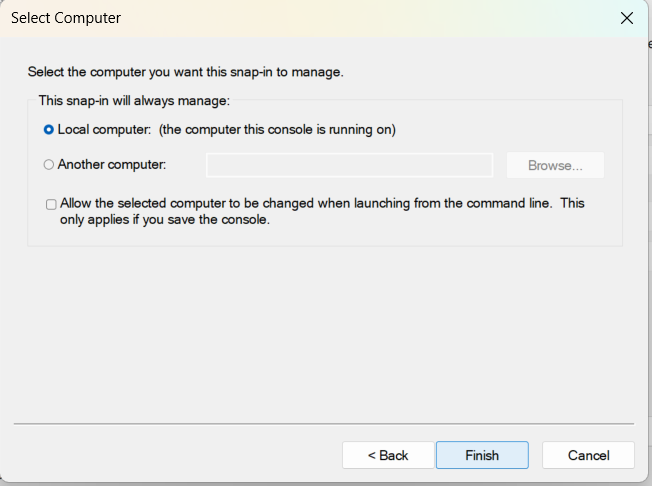 Select Computer
Select the computer you want this snap-in to manage.
This snap-in will always manage:
Local computer:  (the computer this console is running on)
Another computer:
Browse...
Allow the selected computer to be changed when launching from the command line.  This
only applies if you save the console.
< Back
Finish
Cancel